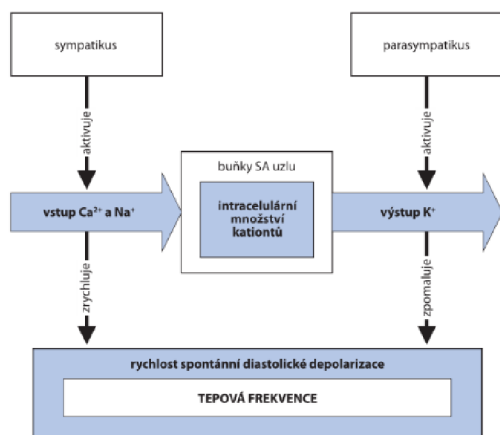 sympatikus
parasympatikus
aktivuje
aktivuje
buňky SA uzlu
vstup Ca²⁺ a Na⁺
intracelulární
množství
kationtů
výstup K⁺
zrychluje
zpomaluje
rychlost spontánní diastolické depolarizace
TEPOVÁ FREKVENCE